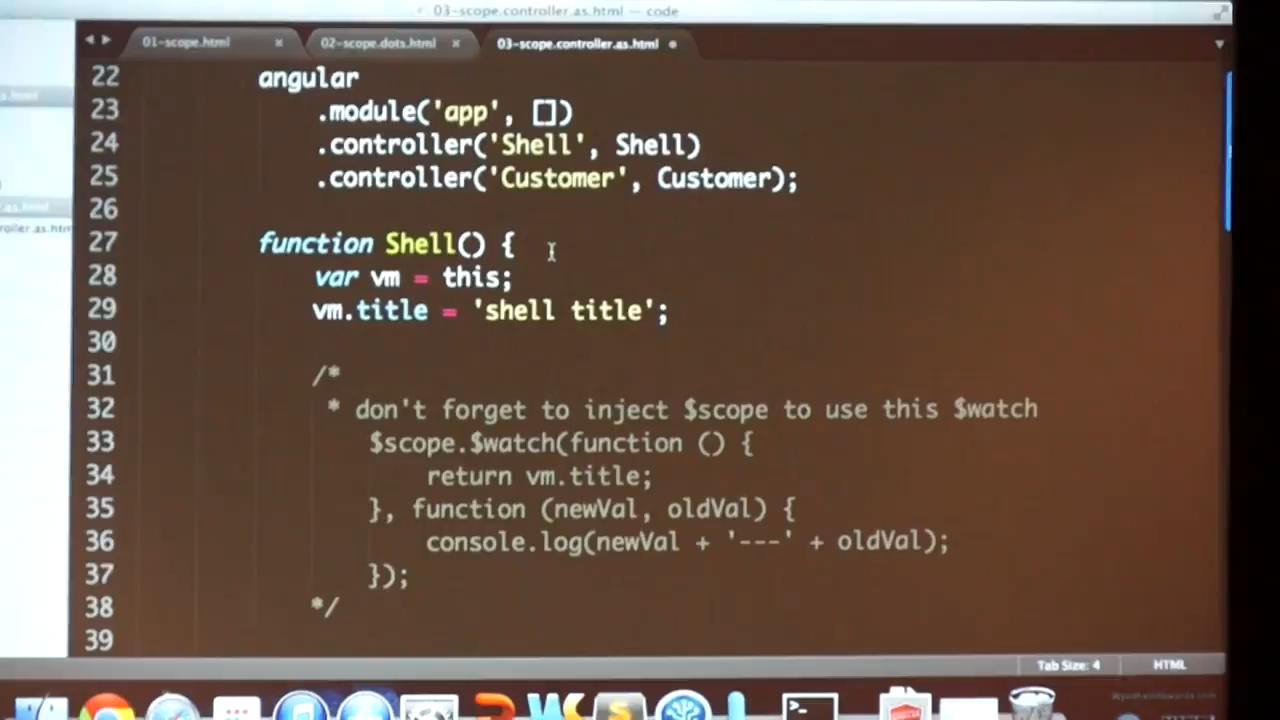 03-scope.controller.as.html — code
01-scope.html × 02-scope.dots.html × 03-scope.controller.as.html
22 angular
23 .module('app', [])
24 .controller('Shell', Shell)
25 .controller('Customer', Customer);
26
27 function Shell() {
28 var vm = this;
29 vm.title = 'shell title';
30
31 /*
32 * don't forget to inject $scope to use this $watch
33 $scope.$watch(function () {
34 return vm.title;
35 }, function (newVal, oldVal) {
36 console.log(newVal + '---' + oldVal);
37 });
38 */
39
Tab Size: 4 HTML